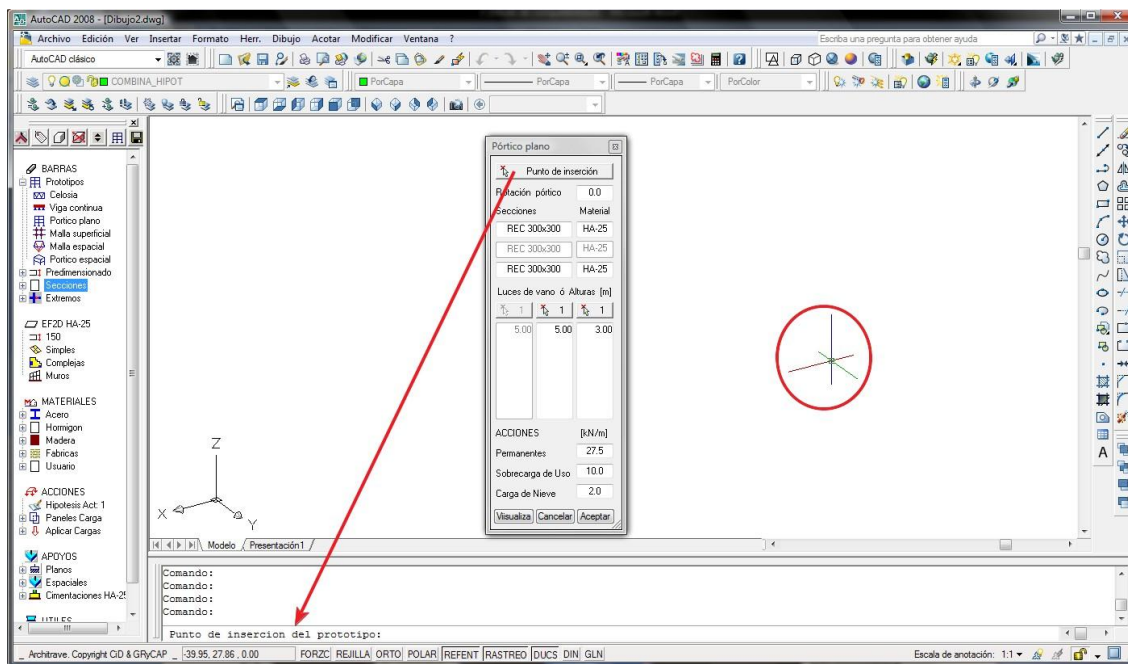 AutoCAD 2008 - [Dibujo2.dwg]
Archivo Edición Ver Insertar Formato Herr. Dibujo Acotar Modificar Ventana ?
Escriba una pregunta para obtener ayuda
AutoCAD clásico
COMBINA_HIPOT
PorCapa
PorCapa
PorCapa
PorColor
BARRAS
Prototipos
Celosia
Viga continua
Portico plano
Malla superficial
Malla espacial
Portico espacial
Predimensionado
Secciones
Extremos
EF2D HA-25
150
Simples
Complejas
Muros
MATERIALES
Acero
Hormigon
Madera
Fabricas
Usuario
ACCIONES
Hipotesis Act: 1
Paneles Carga
Aplicar Cargas
APOYOS
Planos
Espaciales
Cimentaciones HA-2
UTILES
Pórtico plano
Punto de inserción
Rotación pórtico 0.0
Secciones Material
REC 300x300 HA-25
REC 300x300 HA-25
REC 300x300 HA-25
Luces de vano ó Alturas [m]
1 1 1
5.00 5.00 3.00
ACCIONES [kN/m]
Permanentes 27.5
Sobrecarga de Uso 10.0
Carga de Nieve 2.0
Visualiza Cancelar Aceptar
Z
X
Y
Modelo Presentación1
Comando:
Comando:
Comando:
Comando:
Punto de insercion del prototipo:
_ Architrave. Copyright CiD & GRyCAP _ -39.95, 27.86 , 0.00 FORZC REJILLA ORTO POLAR REFENT RASTREO DUCS DIN GLN Escala de anotación: 1:1